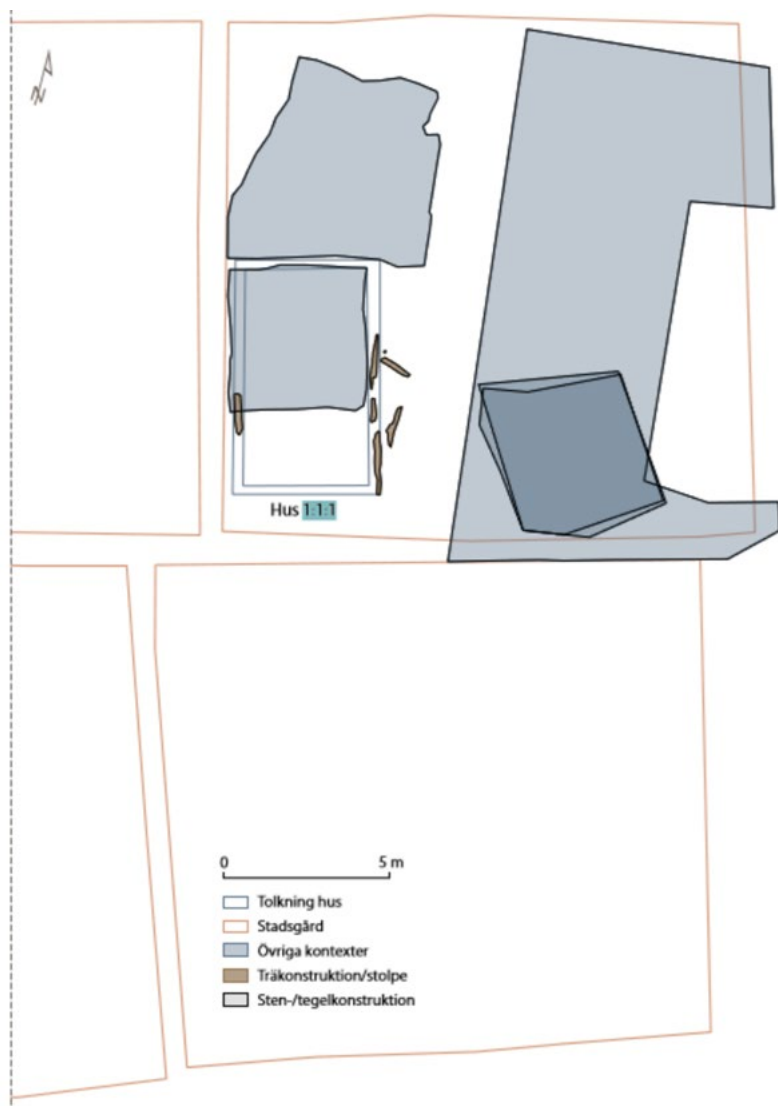 N
Hus 1:1:1
0 5 m
Tolkning hus
Stadsgård
Övriga kontexter
Träkonstruktion/stolpe
Sten-/tegelkonstruktion